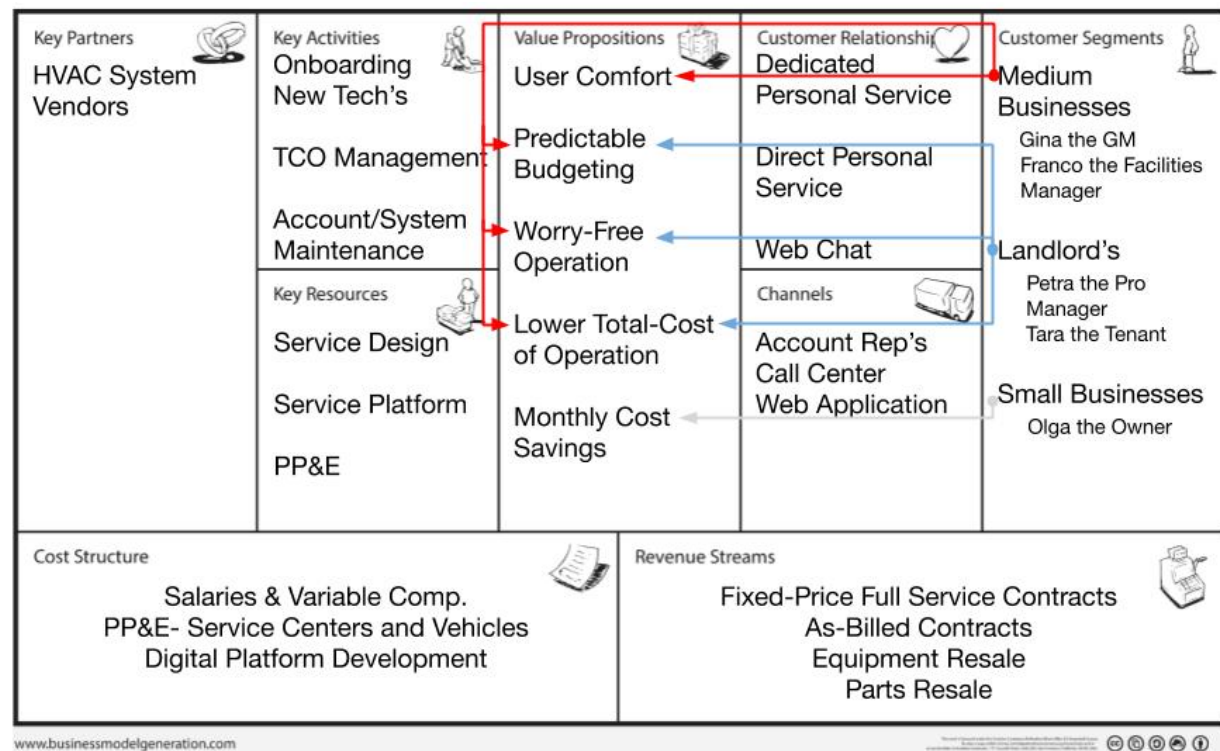 Key Partners
HVAC System
Vendors
Key Activities
Onboarding
New Tech's
TCO Management
Account/System
Maintenance
Key Resources
Service Design
Service Platform
PP&E
Value Propositions
User Comfort
Predictable
Budgeting
Worry-Free
Operation
Lower Total-Cost
of Operation
Monthly Cost
Savings
Customer Relationship
Dedicated
Personal Service
Direct Personal
Service
Web Chat
Channels
Account Rep's
Call Center
Web Application
Customer Segments
Medium
Businesses
Gina the GM
Franco the Facilities
Manager
Landlord's
Petra the Pro
Manager
Tara the Tenant
Small Businesses
Olga the Owner
Cost Structure
Salaries & Variable Comp.
PP&E- Service Centers and Vehicles
Digital Platform Development
Revenue Streams
Fixed-Price Full Service Contracts
As-Billed Contracts
Equipment Resale
Parts Resale
www.businessmodelgeneration.com